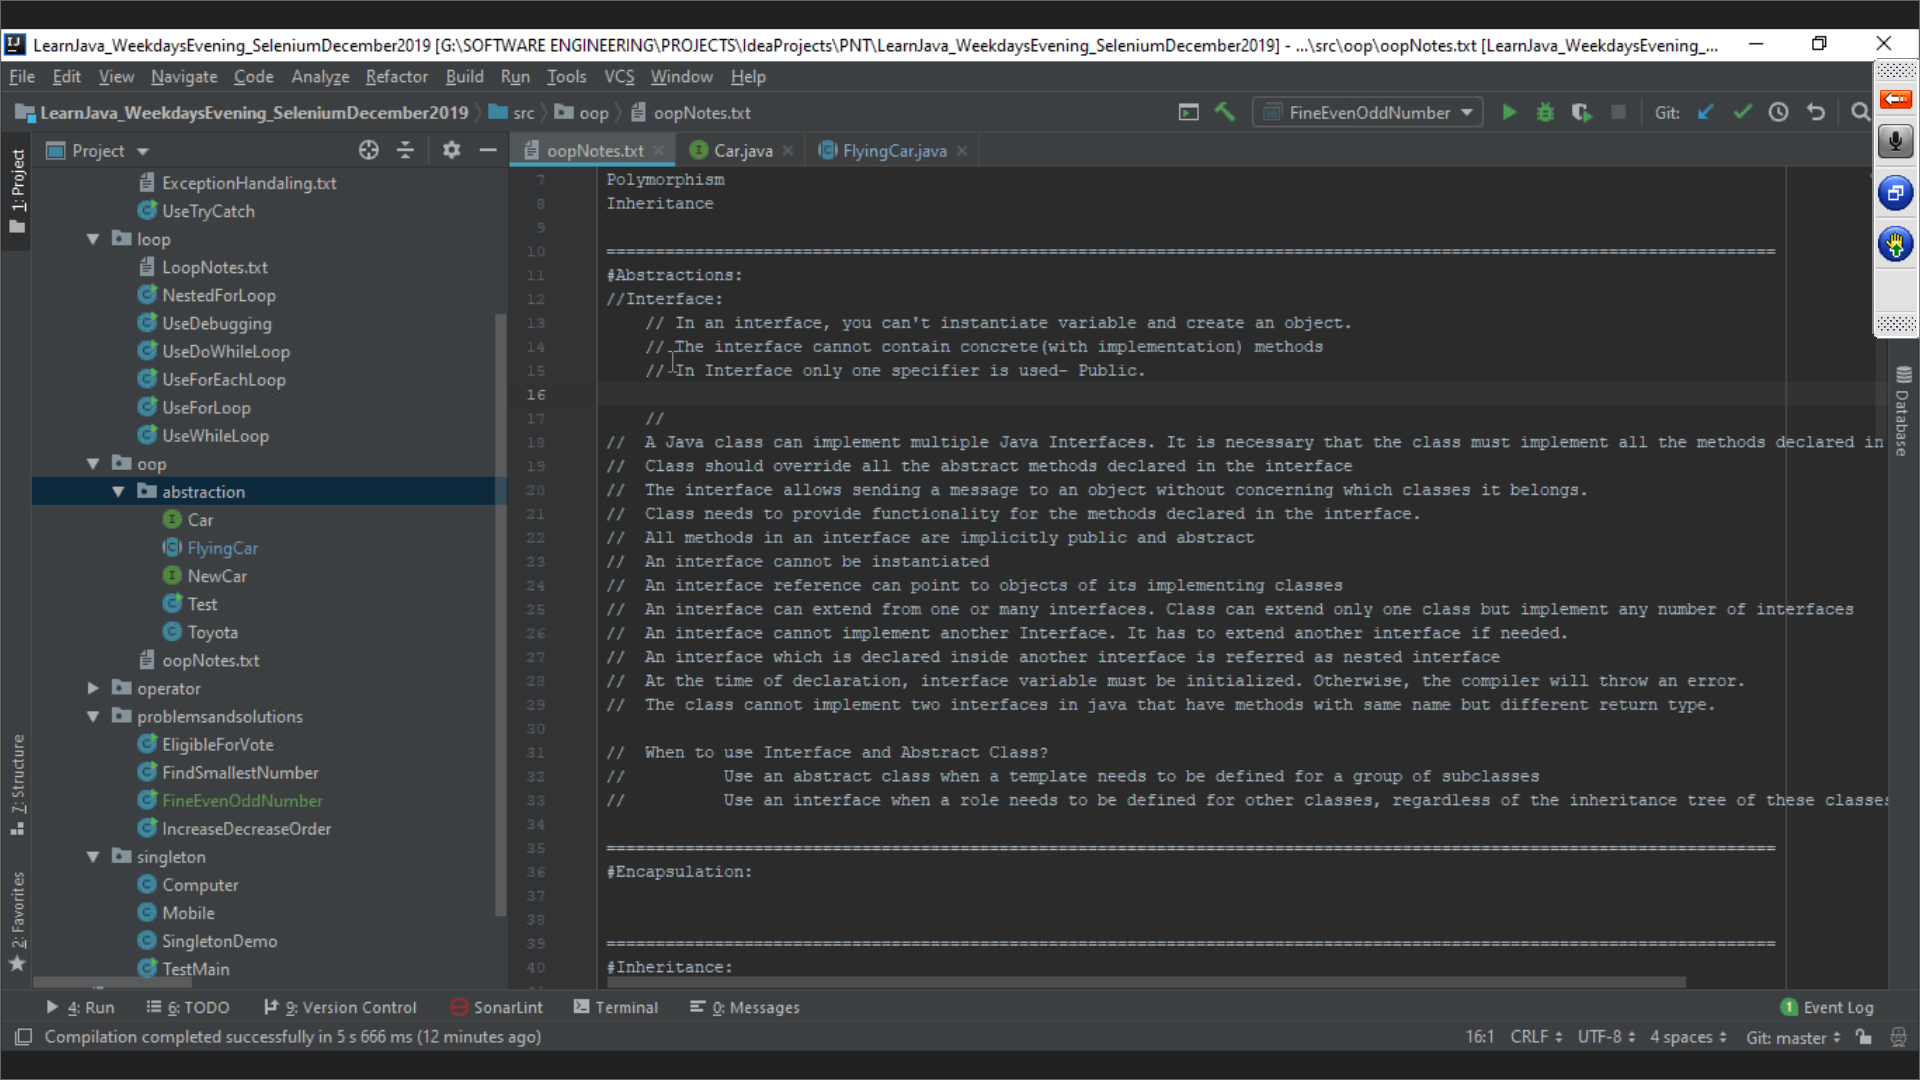 LearnJava_WeekdaysEvening_SeleniumDecember2019 [G:\SOFTWARE ENGINEERING\PROJECTS\IdeaProjects\PNT\LearnJava_WeekdaysEvening_SeleniumDecember2019] - ...\src\oop\oopNotes.txt [LearnJava_WeekdaysEvening_...
File Edit View Navigate Code Analyze Refactor Build Run Tools VCS Window Help
LearnJava_WeekdaysEvening_SeleniumDecember2019 src oop oopNotes.txt FineEvenOddNumber Git:
Project oopNotes.txt Car.java FlyingCar.java
1: Project
7: Structure
2: Favorites
ExceptionHandaling.txt
UseTryCatch
loop
LoopNotes.txt
NestedForLoop
UseDebugging
UseDoWhileLoop
UseForEachLoop
UseForLoop
UseWhileLoop
oop
abstraction
Car
FlyingCar
NewCar
Test
Toyota
oopNotes.txt
operator
problemsandsolutions
EligibleForVote
FindSmallestNumber
FineEvenOddNumber
IncreaseDecreaseOrder
singleton
Computer
Mobile
SingletonDemo
TestMain
7 Polymorphism
8 Inheritance
9
10 =======================================================================================================================
11 #Abstractions:
12 //Interface:
13 // In an interface, you can't instantiate variable and create an object.
14 // The interface cannot contain concrete(with implementation) methods
15 // In Interface only one specifier is used- Public.
16
17 //
18 // A Java class can implement multiple Java Interfaces. It is necessary that the class must implement all the methods declared in
19 // Class should override all the abstract methods declared in the interface
20 // The interface allows sending a message to an object without concerning which classes it belongs.
21 // Class needs to provide functionality for the methods declared in the interface.
22 // All methods in an interface are implicitly public and abstract
23 // An interface cannot be instantiated
24 // An interface reference can point to objects of its implementing classes
25 // An interface can extend from one or many interfaces. Class can extend only one class but implement any number of interfaces
26 // An interface cannot implement another Interface. It has to extend another interface if needed.
27 // An interface which is declared inside another interface is referred as nested interface
28 // At the time of declaration, interface variable must be initialized. Otherwise, the compiler will throw an error.
29 // The class cannot implement two interfaces in java that have methods with same name but different return type.
30
31 // When to use Interface and Abstract Class?
32 // Use an abstract class when a template needs to be defined for a group of subclasses
33 // Use an interface when a role needs to be defined for other classes, regardless of the inheritance tree of these classes
34
35 =======================================================================================================================
36 #Encapsulation:
37
38
39 =======================================================================================================================
40 #Inheritance:
Database
4: Run 6: TODO 9: Version Control SonarLint Terminal 0: Messages 1 Event Log
Compilation completed successfully in 5 s 666 ms (12 minutes ago) 16:1 CRLF UTF-8 4 spaces Git: master